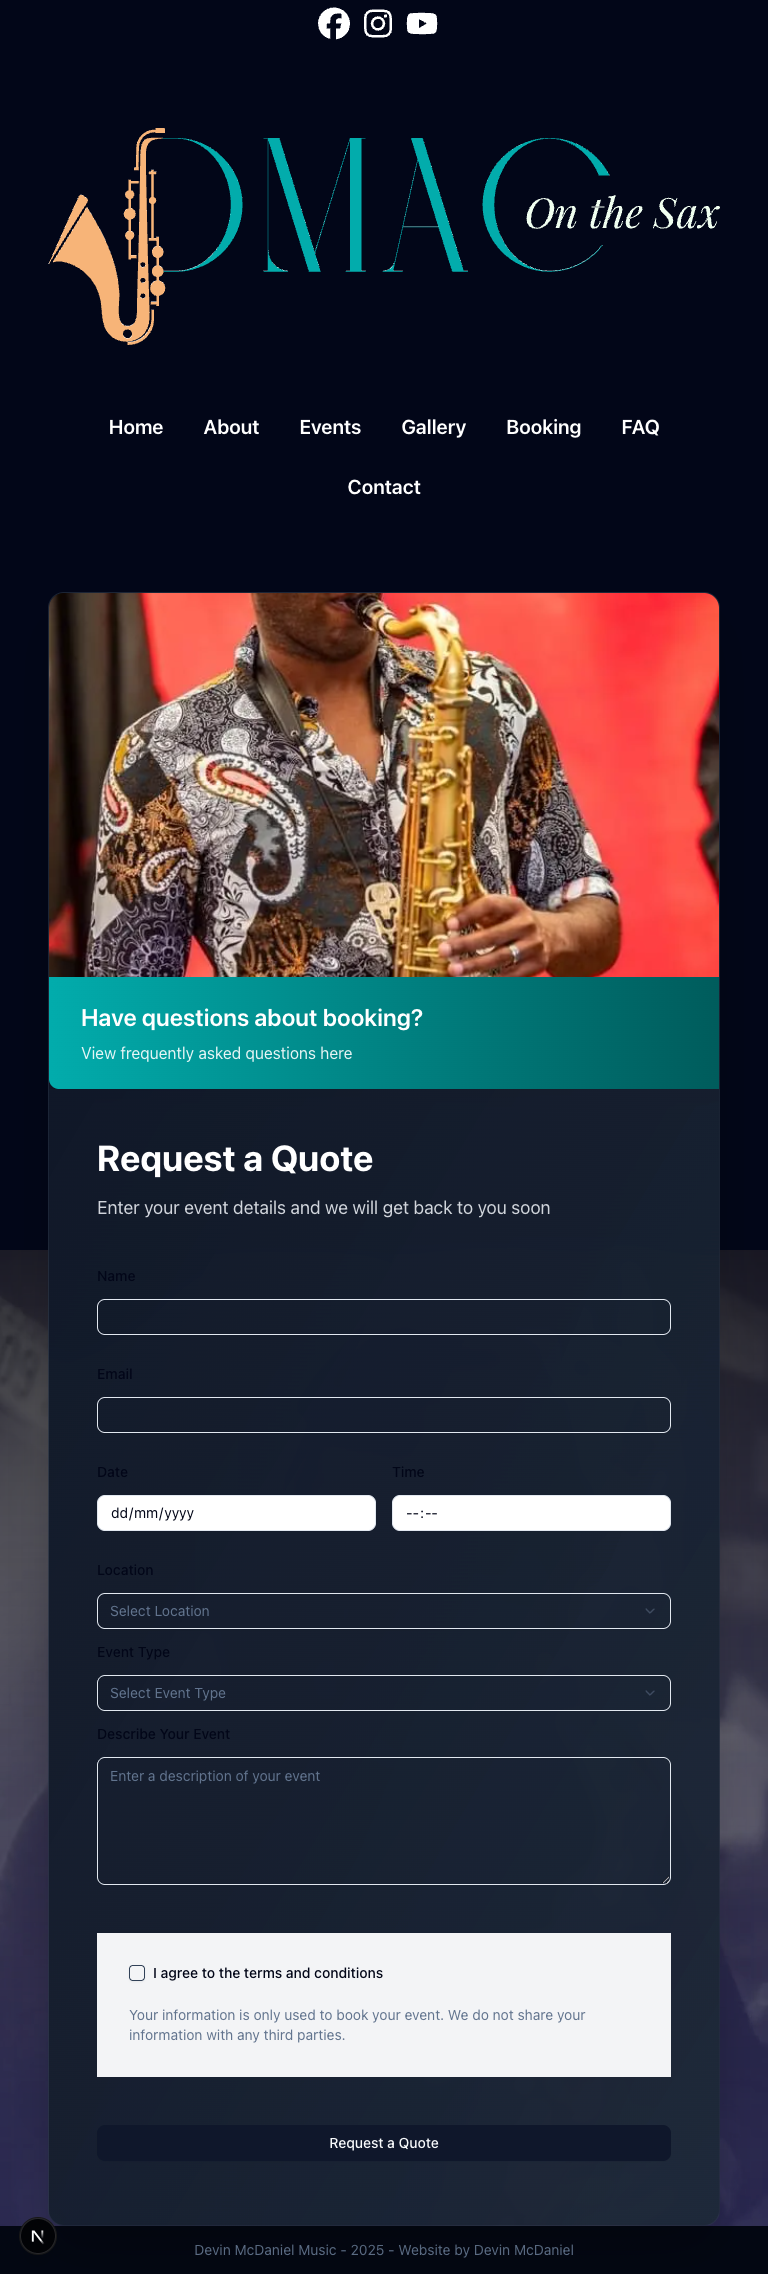 DMAC
On the Sax
Home About Events Gallery Booking FAQ
Contact
Have questions about booking?
View frequently asked questions here
Request a Quote
Enter your event details and we will get back to you soon
Name
Email
Date Time
dd/mm/yyyy --:--
Location
Select Location
Event Type
Select Event Type
Describe Your Event
Enter a description of your event
I agree to the terms and conditions
Your information is only used to book your event. We do not share your
information with any third parties.
Request a Quote
N
Devin McDaniel Music - 2025 - Website by Devin McDaniel